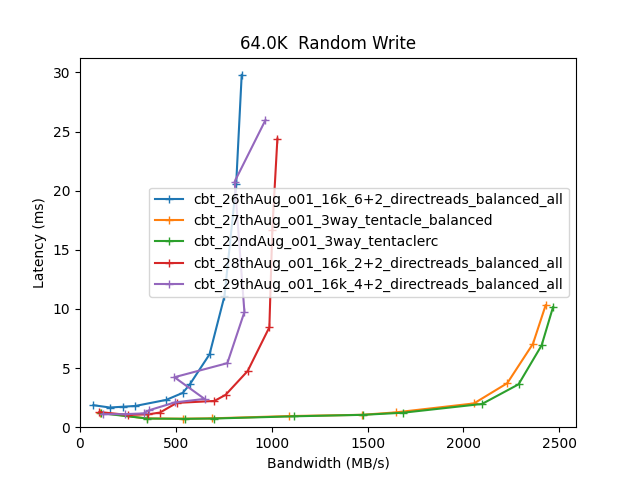 64.0K  Random Write
30
25
20
15
10
5
0
Latency (ms)
cbt_26thAug_o01_16k_6+2_directreads_balanced_all
cbt_27thAug_o01_3way_tentacle_balanced
cbt_22ndAug_o01_3way_tentaclerc
cbt_28thAug_o01_16k_2+2_directreads_balanced_all
cbt_29thAug_o01_16k_4+2_directreads_balanced_all
0 500 1000 1500 2000 2500
Bandwidth (MB/s)